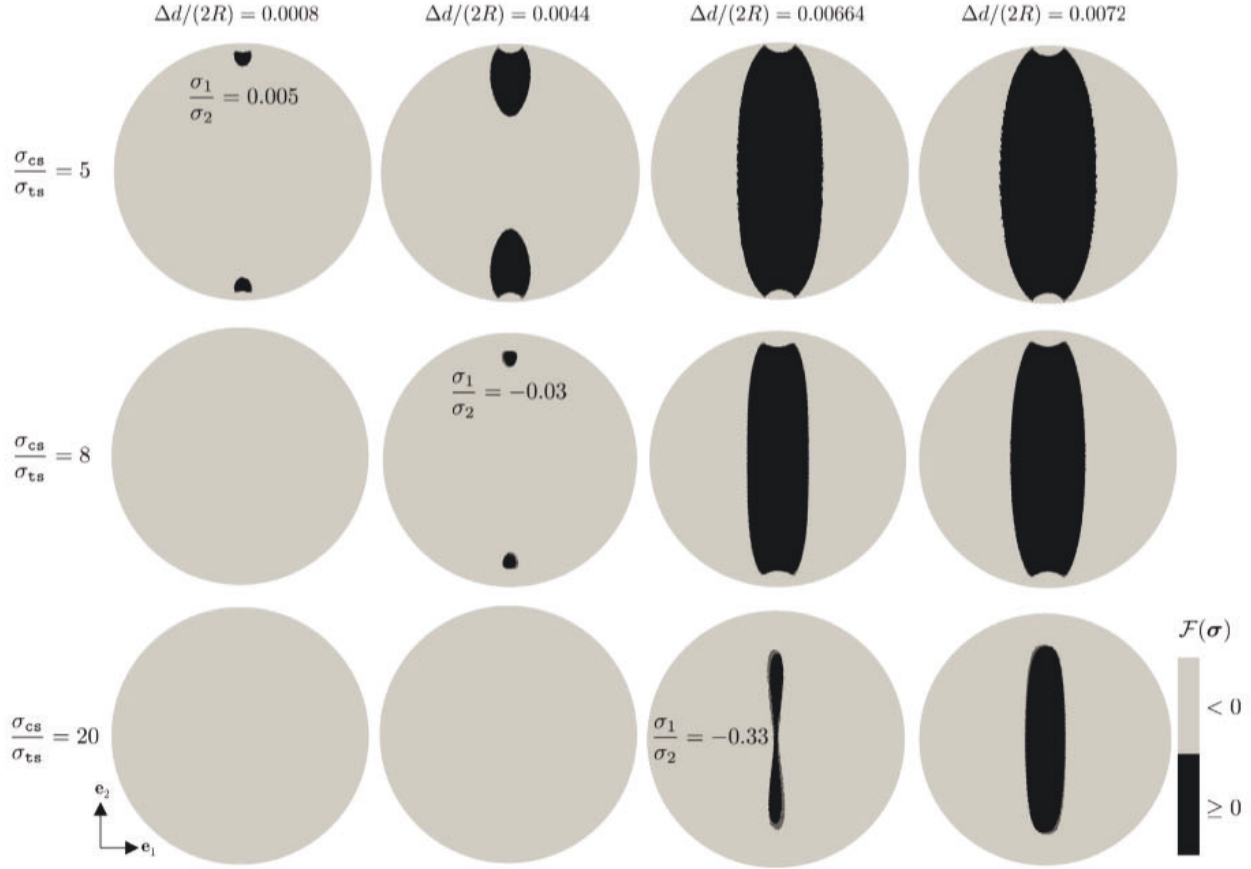 Δd/(2R) = 0.0008 Δd/(2R) = 0.0044 Δd/(2R) = 0.00664 Δd/(2R) = 0.0072
σ₁/σ₂ = 0.005
σcs/σts = 5
σ₁/σ₂ = −0.03
σcs/σts = 8
F(σ)
< 0
σcs/σts = 20
σ₁/σ₂ = −0.33
≥ 0
e₂
e₁